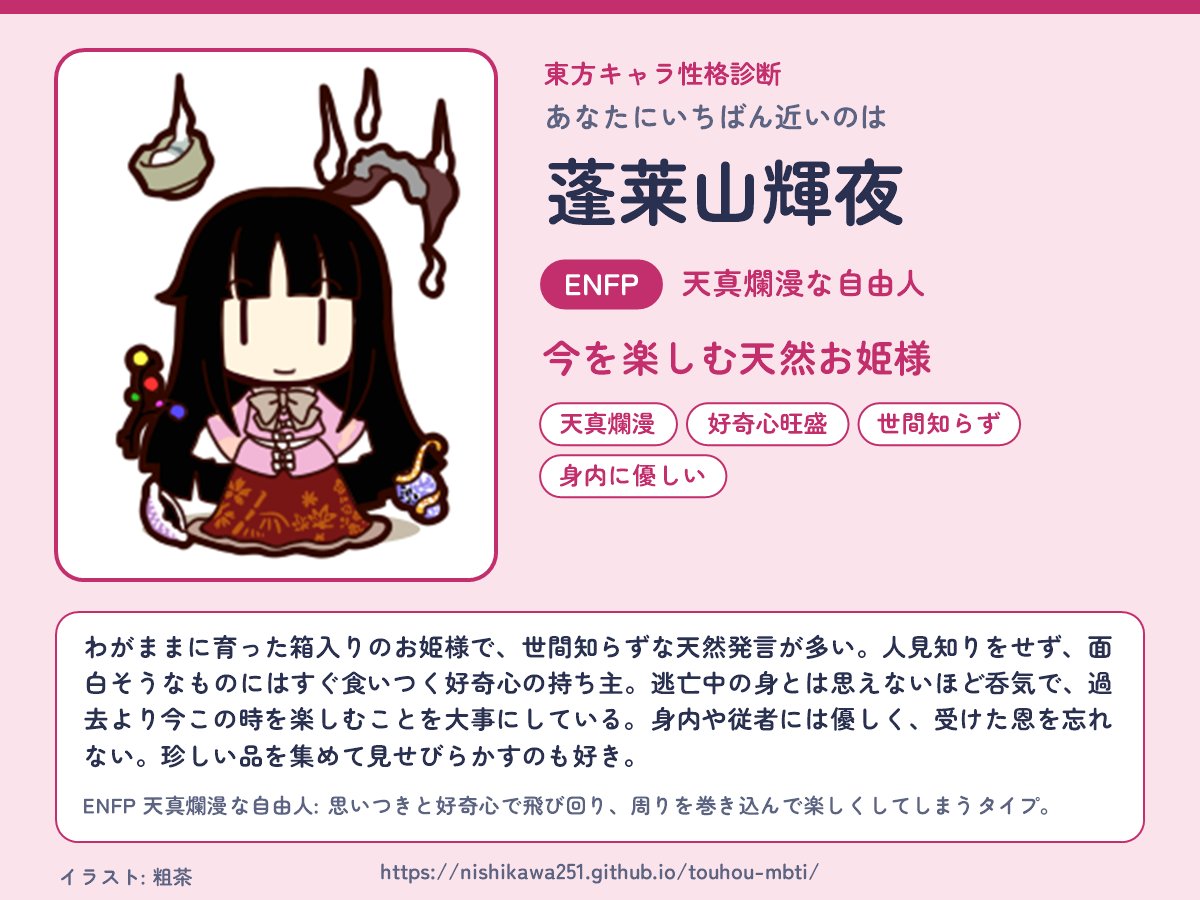 東方キャラ性格診断
あなたにいちばん近いのは
蓬莱山輝夜
ENFP 天真爛漫な自由人
今を楽しむ天然お姫様
天真爛漫 好奇心旺盛 世間知らず
身内に優しい
わがままに育った箱入りのお姫様で、世間知らずな天然発言が多い。人見知りをせず、面
白そうなものにはすぐ食いつく好奇心の持ち主。逃亡中の身とは思えないほど呑気で、過
去より今この時を楽しむことを大事にしている。身内や従者には優しく、受けた恩を忘れ
ない。珍しい品を集めて見せびらかすのも好き。
ENFP 天真爛漫な自由人: 思いつきと好奇心で飛び回り、周りを巻き込んで楽しくしてしまうタイプ。
イラスト: 粗茶 https://nishikawa251.github.io/touhou-mbti/